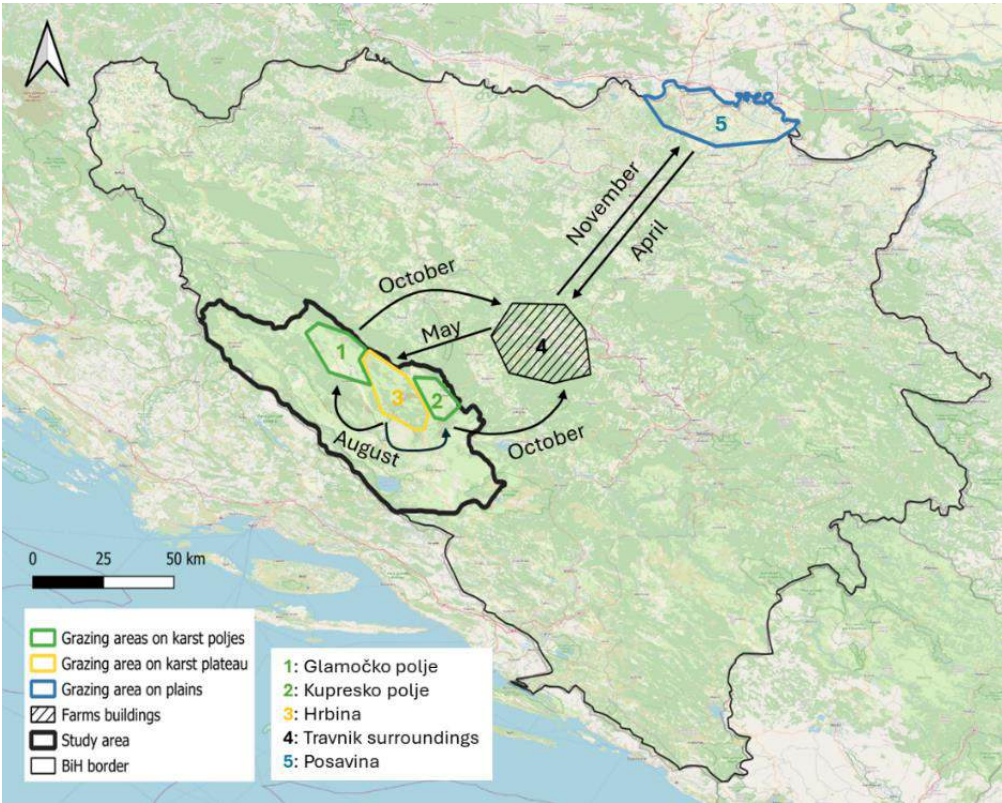 5
November
April
October
May
4
1
3
2
August
October
0 25 50 km
Grazing areas on karst poljes
Grazing area on karst plateau
Grazing area on plains
Farms buildings
Study area
BiH border
1: Glamočko polje
2: Kupresko polje
3: Hrbina
4: Travnik surroundings
5: Posavina